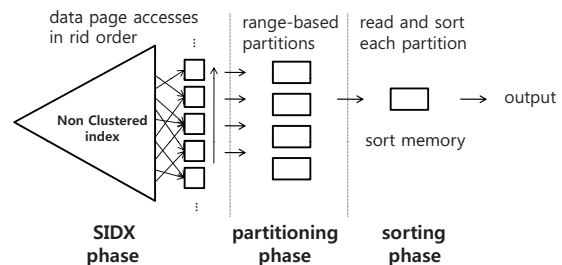 data page accesses
in rid order
...
range-based
partitions
read and sort
each partition
Non Clustered
index
output
sort memory
...
SIDX
phase
partitioning
phase
sorting
phase